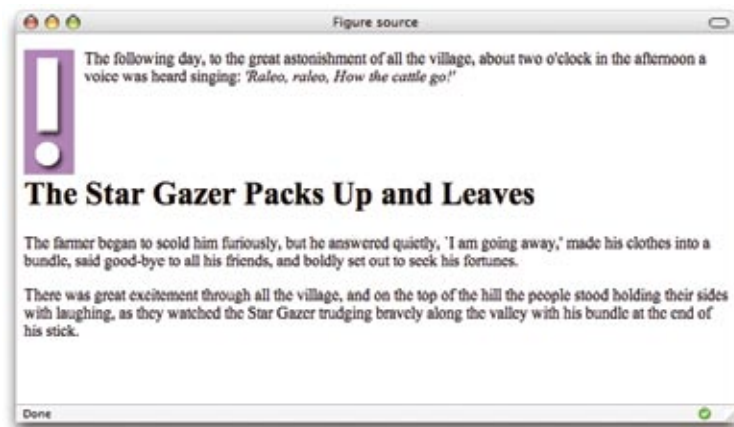 Figure source
The following day, to the great astonishment of all the village, about two o'clock in the afternoon a
voice was heard singing: 'Raleo, raleo, How the cattle go!'
!
The Star Gazer Packs Up and Leaves
The farmer began to scold him furiously, but he answered quietly, `I am going away,' made his clothes into a
bundle, said good-bye to all his friends, and boldly set out to seek his fortunes.
There was great excitement through all the village, and on the top of the hill the people stood holding their sides
with laughing, as they watched the Star Gazer trudging bravely along the valley with his bundle at the end of
his stick.
Done